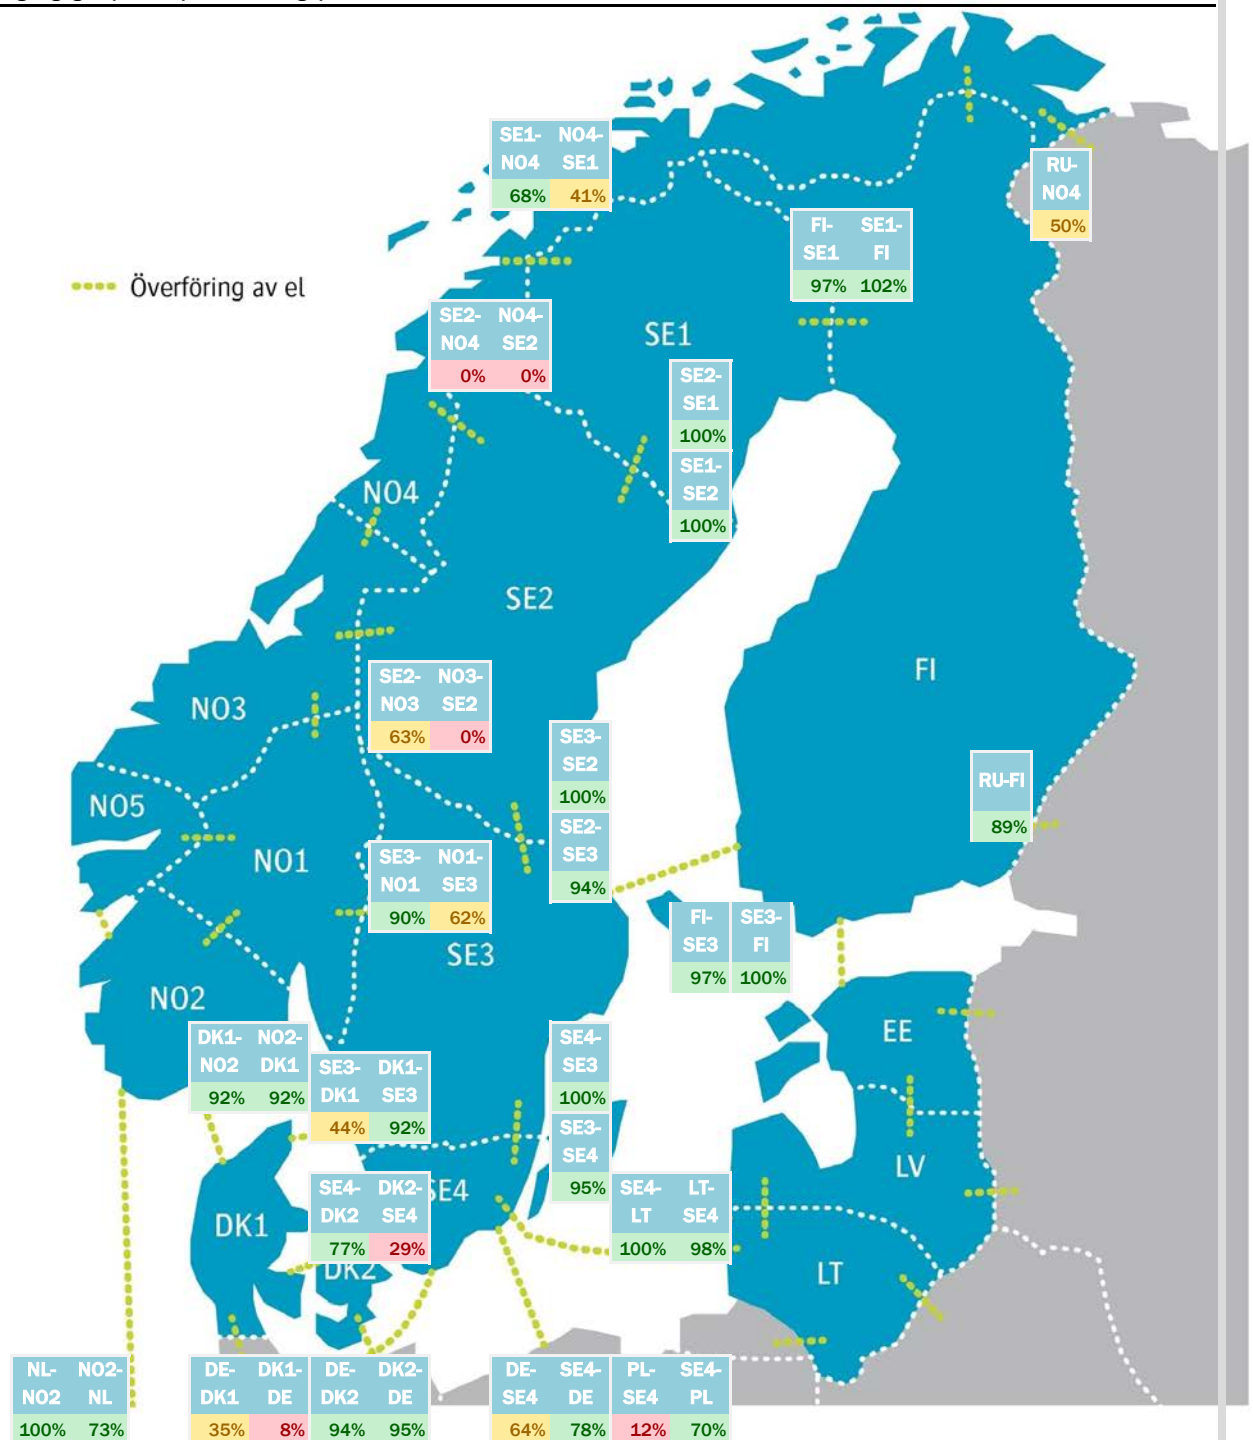 SE1- NO4-
NO4 SE1
68% 41%
RU-
NO4
50%
FI- SE1-
SE1 FI
97% 102%
Överföring av el
SE2- NO4-
NO4 SE2
0% 0%
SE1
SE2-
SE1
100%
SE1-
SE2
100%
NO4
SE2
FI
SE2- NO3-
NO3 SE2
63% 0%
NO3
SE3-
SE2
100%
RU-FI
89%
NO5
SE2-
SE3
94%
NO1
SE3- NO1-
NO1 SE3
90% 62%
FI- SE3-
SE3 FI
97% 100%
SE3
NO2
EE
DK1- NO2-
NO2 DK1
92% 92%
SE3- DK1-
DK1 SE3
44% 92%
SE4-
SE3
100%
SE3-
SE4
95%
LV
SE4- DK2-
DK2 SE4
77% 29%
SE4
SE4- LT-
LT SE4
100% 98%
DK1
DK2
LT
NL- NO2-
NO2 NL
100% 73%
DE- DK1-
DK1 DE
35% 8%
DE- DK2-
DK2 DE
94% 95%
DE- SE4-
SE4 DE
64% 78%
PL- SE4-
SE4 PL
12% 70%